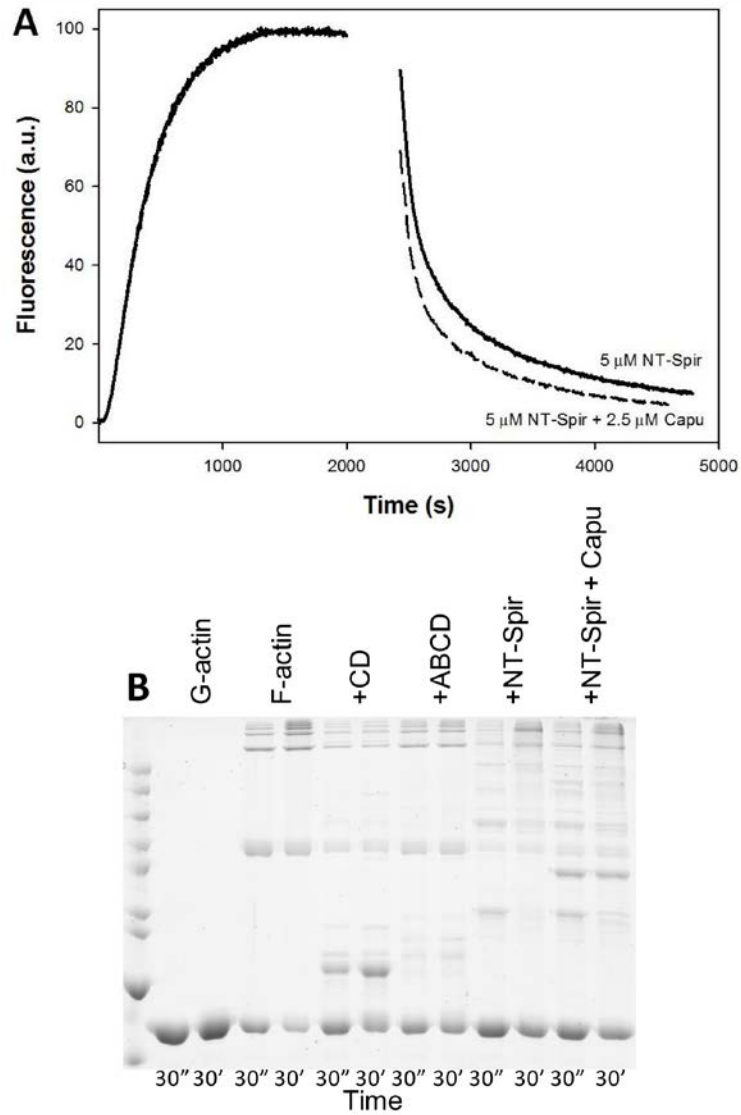 A
100
80
60
40
20
0
Fluorescence (a.u.)
5 µM NT-Spir
5 µM NT-Spir + 2.5 µM Capu
1000 2000 3000 4000 5000
Time (s)
B
G-actin
F-actin
+CD
+ABCD
+NT-Spir
+NT-Spir + Capu
30″ 30′ 30″ 30′ 30″ 30′ 30″ 30′ 30″ 30′ 30″ 30′
Time